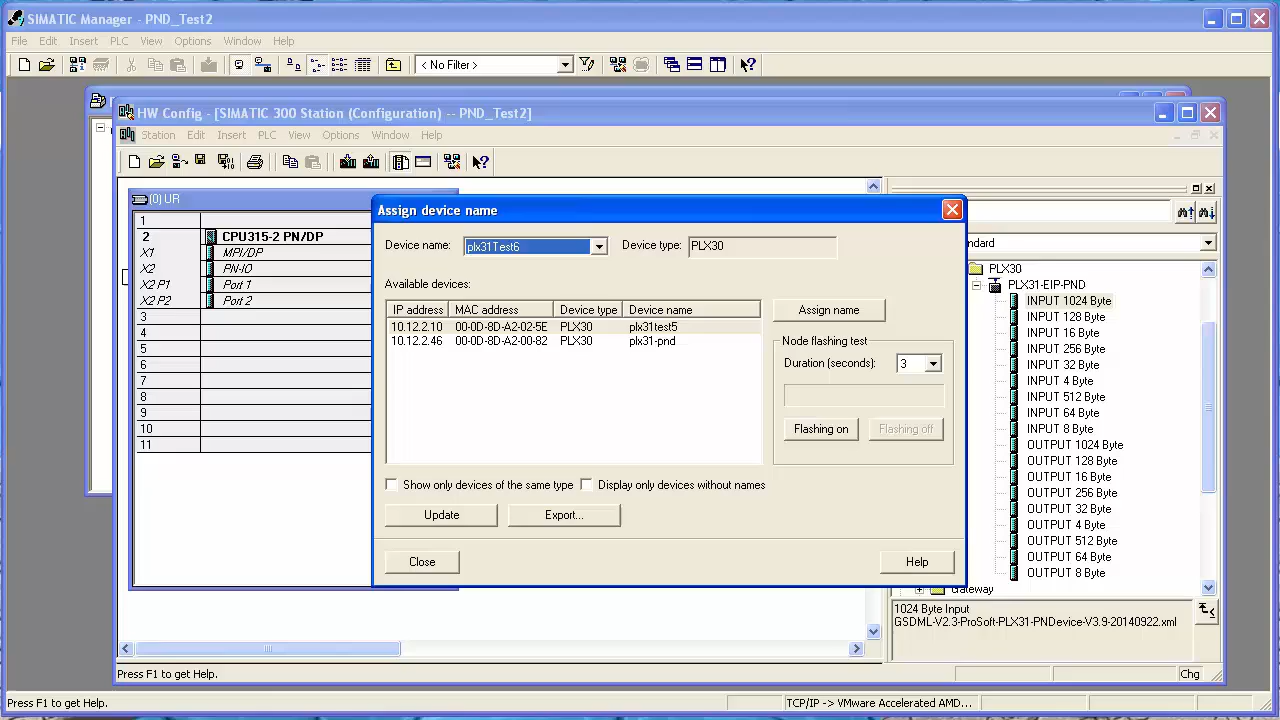 SIMATIC Manager - PND_Test2
File Edit Insert PLC View Options Window Help
< No Filter >
HW Config - [SIMATIC 300 Station (Configuration) -- PND_Test2]
Station Edit Insert PLC View Options Window Help
(0) UR
1
2 CPU315-2 PN/DP
X1 MPI/DP
X2 PN-IO
X2 P1 Port 1
X2 P2 Port 2
3
4
5
6
7
8
9
10
11
Assign device name
Device name: plx31Test6 Device type: PLX30
Available devices:
IP address MAC address Device type Device name
10.12.2.10 00-0D-8D-A2-02-5E PLX30 plx31test5
10.12.2.46 00-0D-8D-A2-00-82 PLX30 plx31-pnd
Assign name
Node flashing test
Duration (seconds): 3
Flashing on Flashing off
Show only devices of the same type Display only devices without names
Update Export...
Close Help
ndard
PLX30
PLX31-EIP-PND
INPUT 1024 Byte
INPUT 128 Byte
INPUT 16 Byte
INPUT 256 Byte
INPUT 32 Byte
INPUT 4 Byte
INPUT 512 Byte
INPUT 64 Byte
INPUT 8 Byte
OUTPUT 1024 Byte
OUTPUT 128 Byte
OUTPUT 16 Byte
OUTPUT 256 Byte
OUTPUT 32 Byte
OUTPUT 4 Byte
OUTPUT 512 Byte
OUTPUT 64 Byte
OUTPUT 8 Byte
Gateway
1024 Byte Input
GSDML-V2.3-ProSoft-PLX31-PNDevice-V3.9-20140922.xml
Press F1 to get Help. Chg
Press F1 to get Help. TCP/IP -> VMware Accelerated AMD...